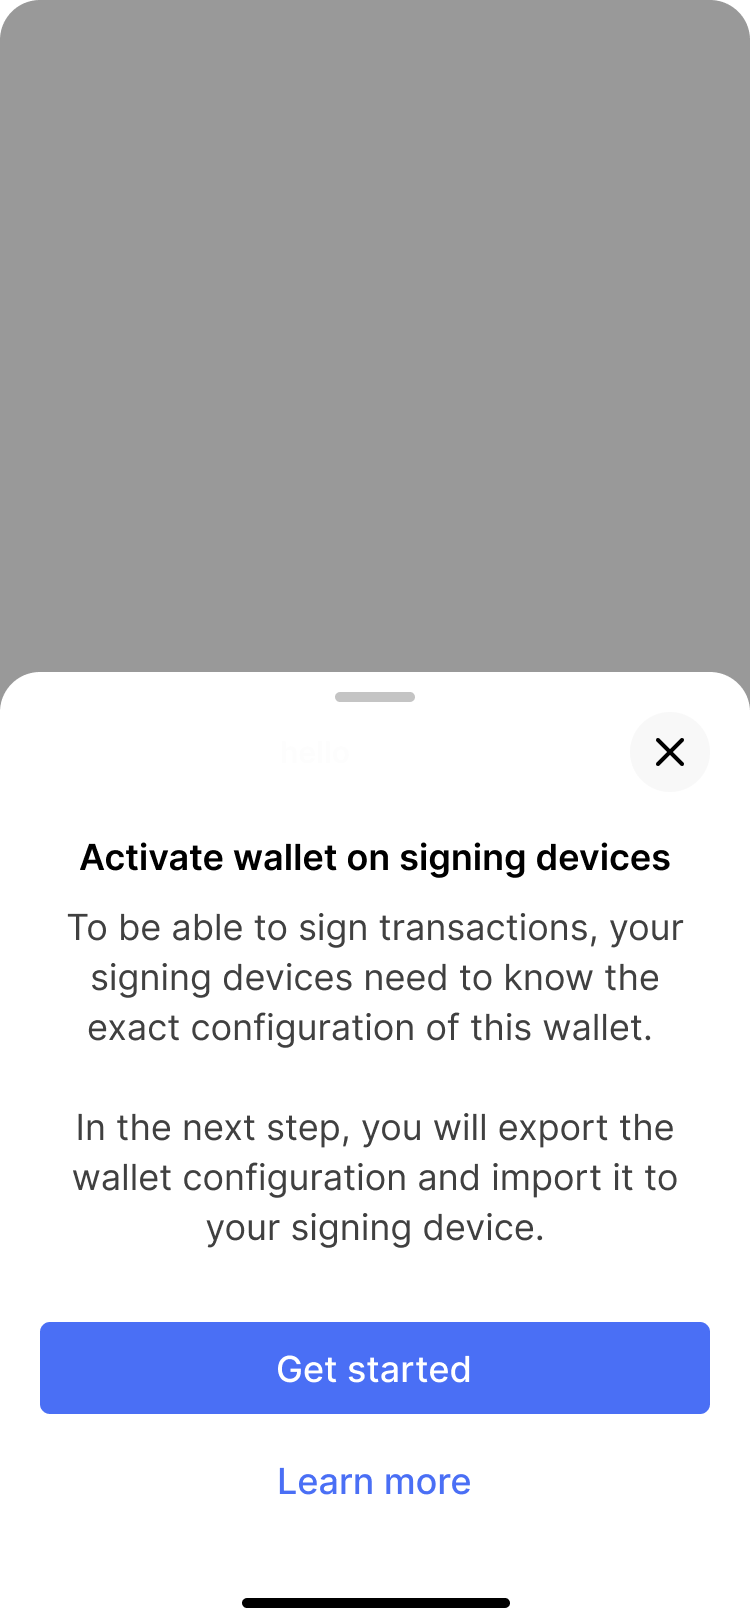 hello
Activate wallet on signing devices
To be able to sign transactions, your
signing devices need to know the
exact configuration of this wallet.
In the next step, you will export the
wallet configuration and import it to
your signing device.
Get started
Learn more